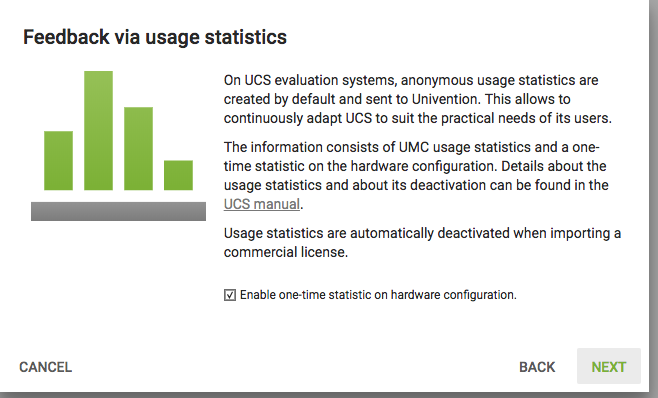 Feedback via usage statistics
On UCS evaluation systems, anonymous usage statistics are
created by default and sent to Univention. This allows to
continuously adapt UCS to suit the practical needs of its users.
The information consists of UMC usage statistics and a one-
time statistic on the hardware configuration. Details about the
usage statistics and about its deactivation can be found in the
UCS manual.
Usage statistics are automatically deactivated when importing a
commercial license.
Enable one-time statistic on hardware configuration.
CANCEL BACK NEXT